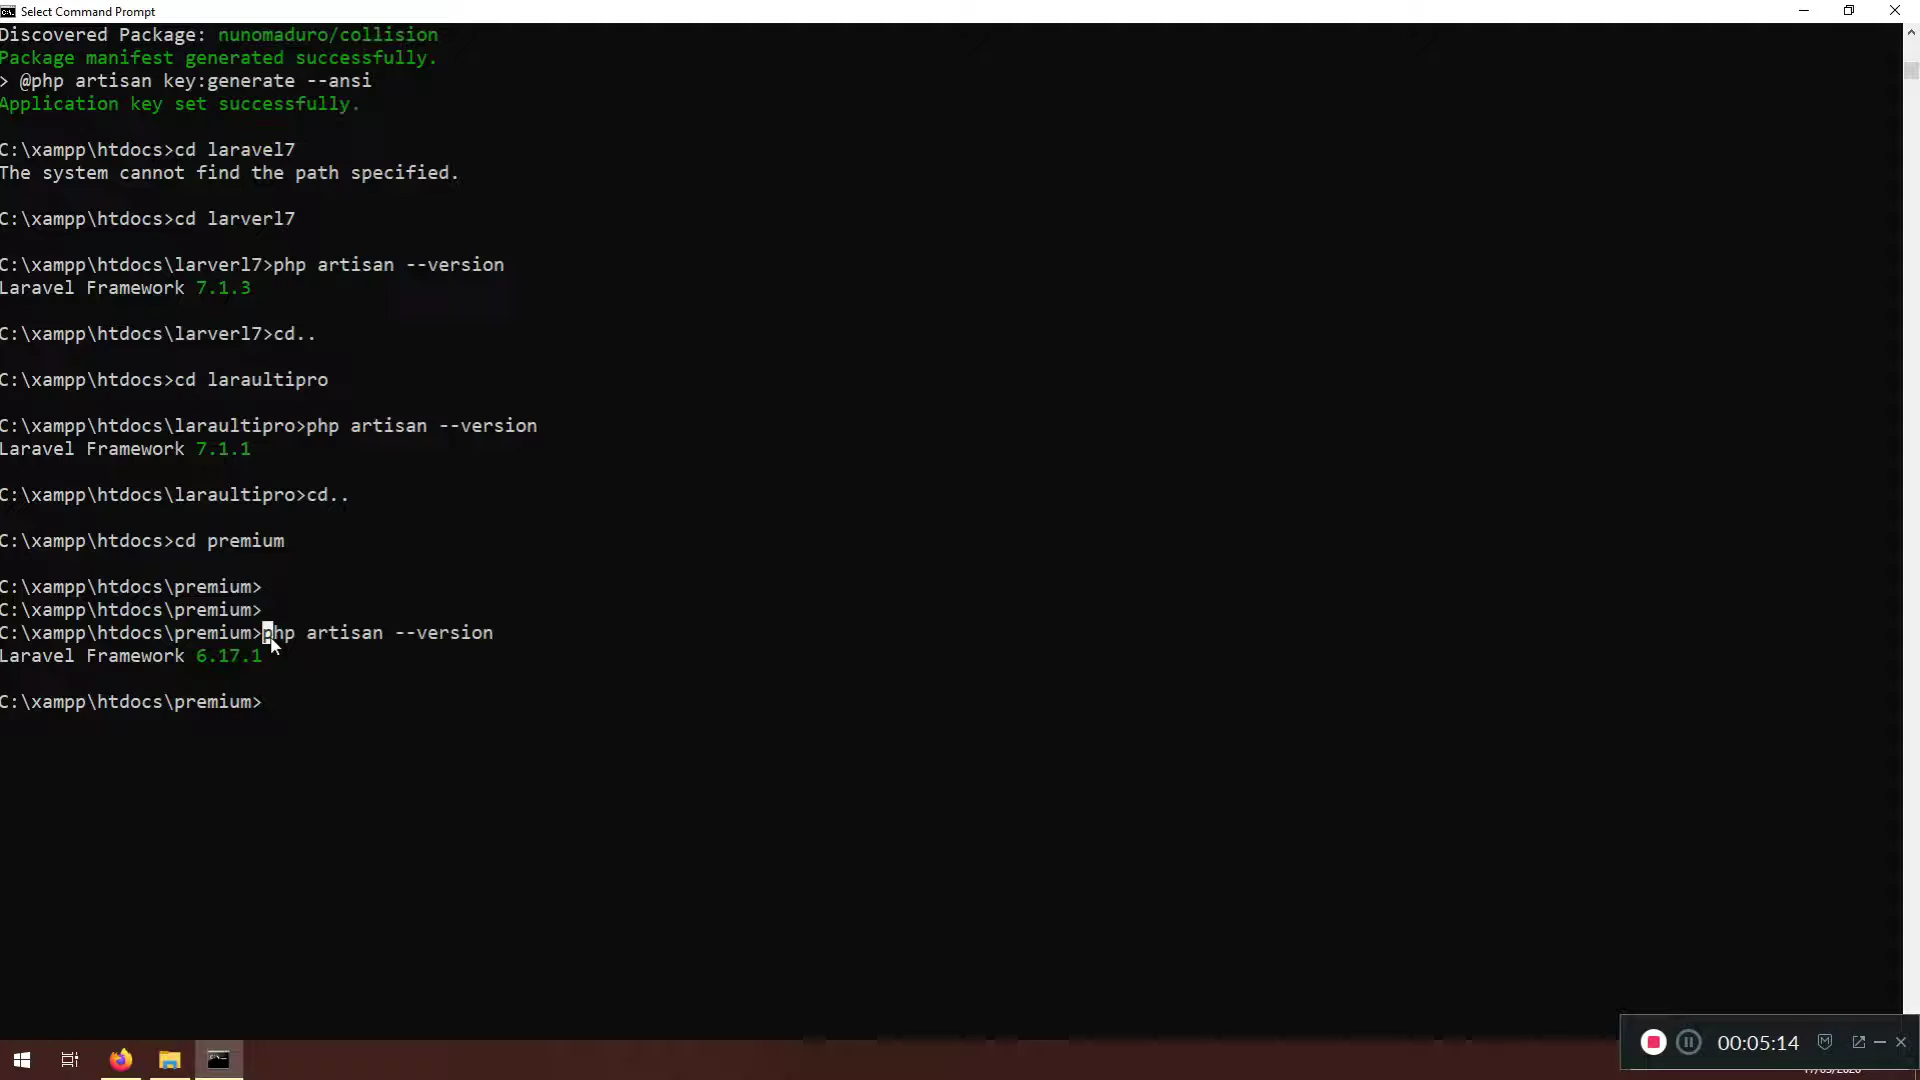 Select Command Prompt
Discovered Package: nunomaduro/collision
Package manifest generated successfully.
> @php artisan key:generate --ansi
Application key set successfully.
C:\xampp\htdocs>cd laravel7
The system cannot find the path specified.
C:\xampp\htdocs>cd larverl7
C:\xampp\htdocs\larverl7>php artisan --version
Laravel Framework 7.1.3
C:\xampp\htdocs\larverl7>cd..
C:\xampp\htdocs>cd laraultipro
C:\xampp\htdocs\laraultipro>php artisan --version
Laravel Framework 7.1.1
C:\xampp\htdocs\laraultipro>cd..
C:\xampp\htdocs>cd premium
C:\xampp\htdocs\premium>
C:\xampp\htdocs\premium>
C:\xampp\htdocs\premium>php artisan --version
Laravel Framework 6.17.1
C:\xampp\htdocs\premium>
00:05:14